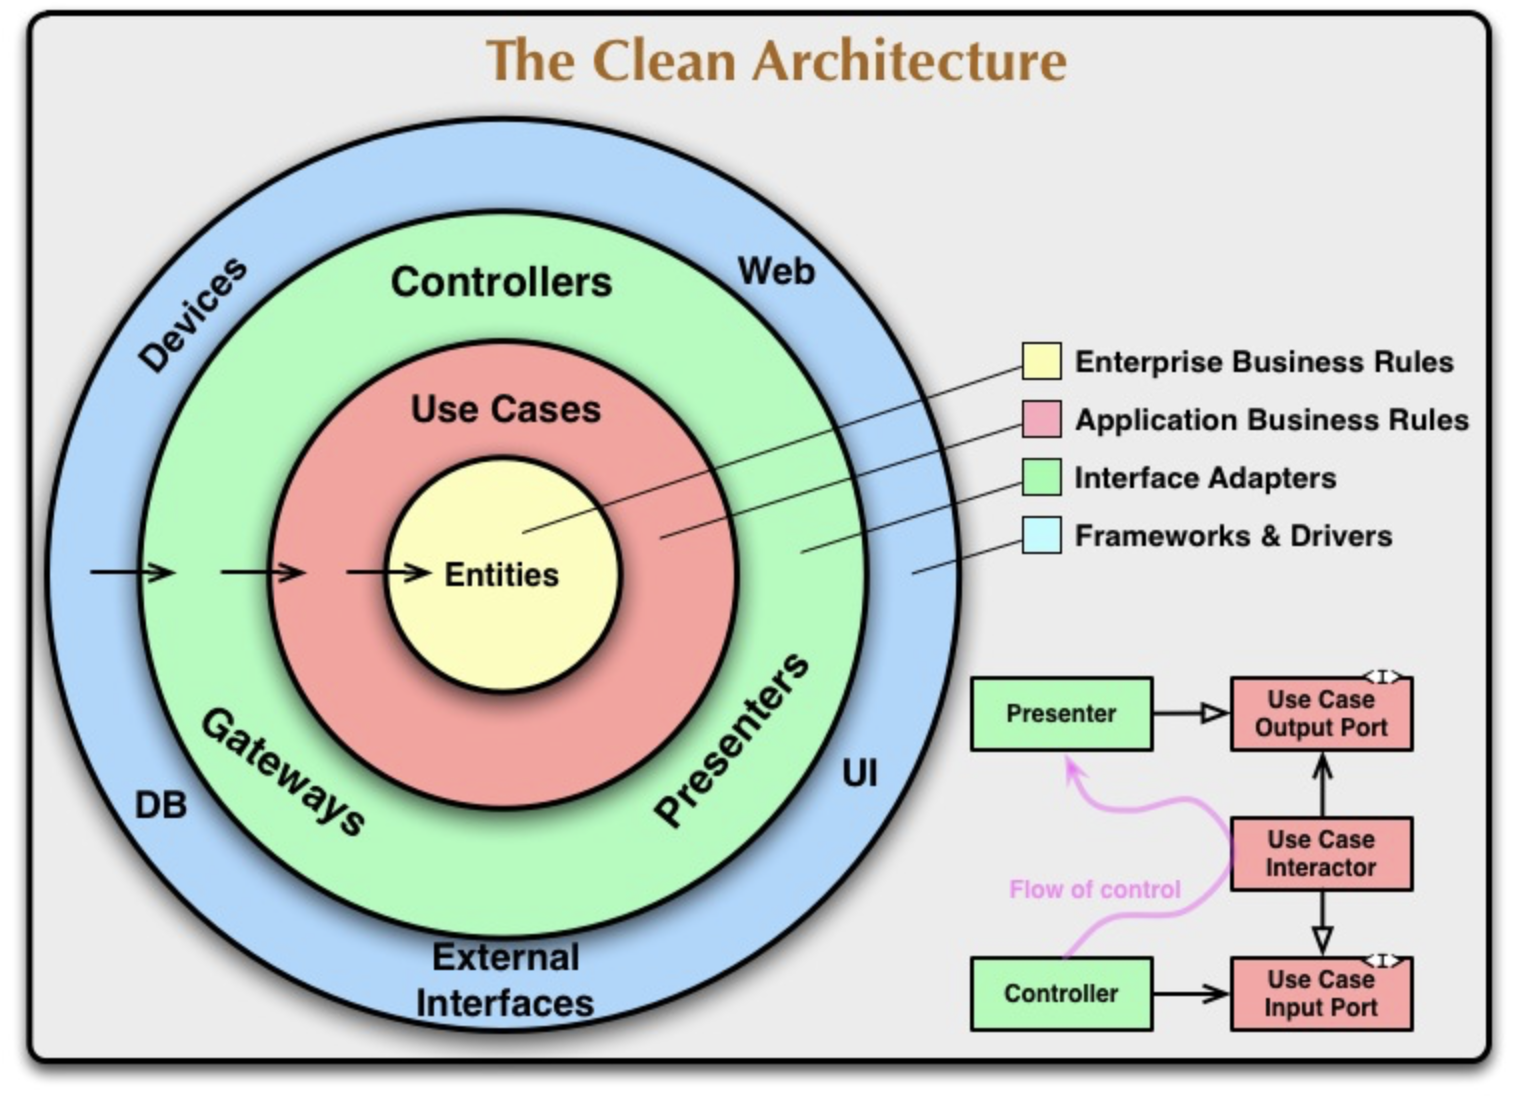 The Clean Architecture
Devices
Controllers
Web
Use Cases
Entities
Gateways
Presenters
DB
UI
External
Interfaces
Enterprise Business Rules
Application Business Rules
Interface Adapters
Frameworks & Drivers
Presenter
<I>
Use Case
Output Port
Use Case
Interactor
Flow of control
Controller
<I>
Use Case
Input Port